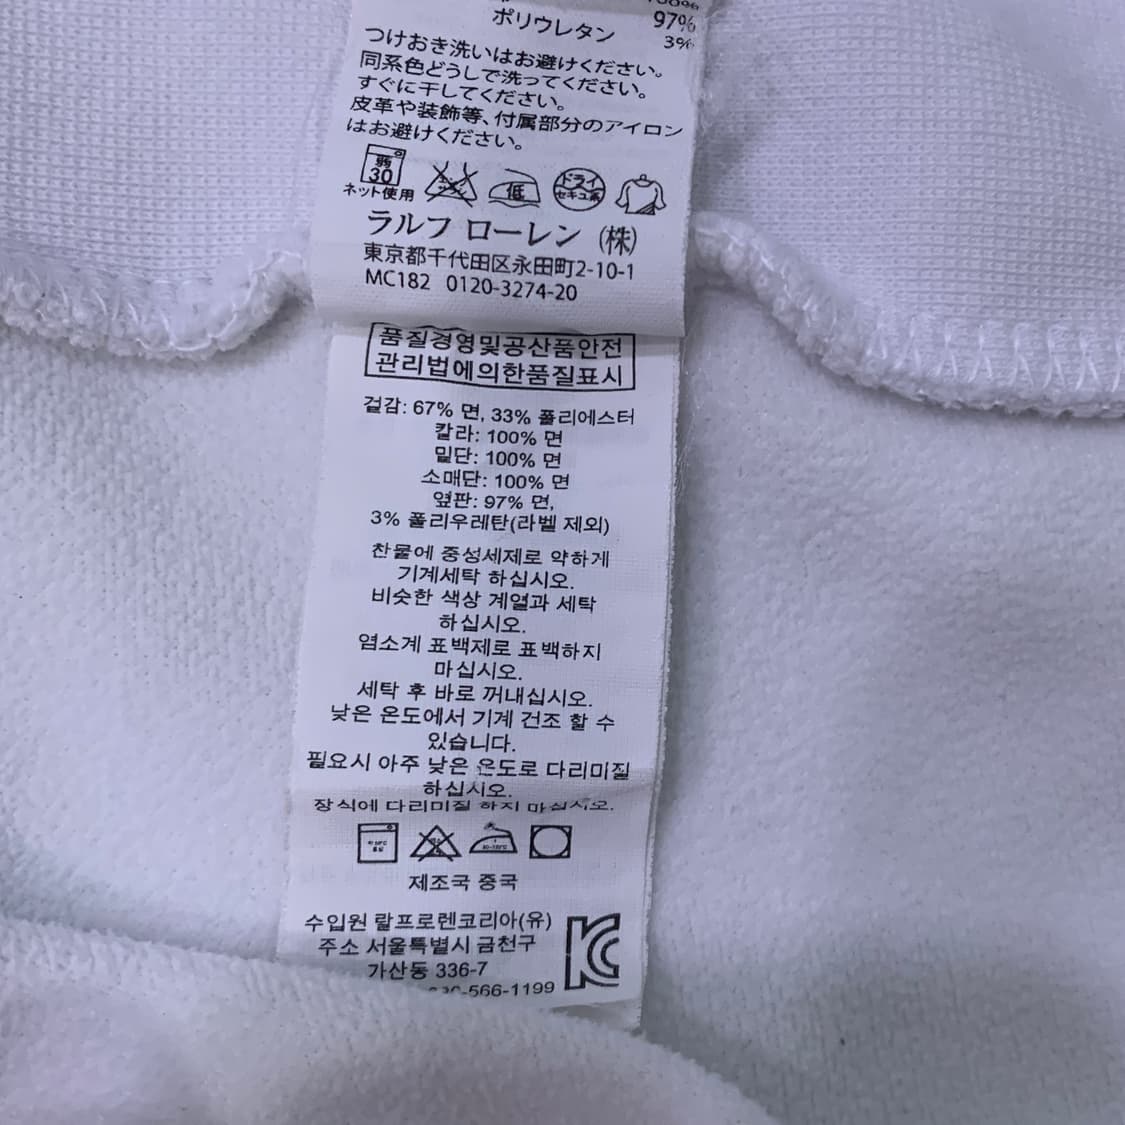 97%
ポリウレタン 3%
つけおき洗いはお避けください。
同系色どうしで洗ってください。
すぐに干してください。
皮革や装飾等、付属部分のアイロン
はお避けください。
弱
30
ネット使用
低
ドライ
セキユ系
ラルフ ローレン (株)
東京都千代田区永田町2-10-1
MC182 0120-3274-20
품질경영및공산품안전
관리법에의한품질표시
겉감: 67% 면, 33% 폴리에스터
칼라: 100% 면
밑단: 100% 면
소매단: 100% 면
옆판: 97% 면,
3% 폴리우레탄(라벨 제외)
찬물에 중성세제로 약하게
기계세탁 하십시오.
비슷한 색상 계열과 세탁
하십시오.
염소계 표백제로 표백하지
마십시오.
세탁 후 바로 꺼내십시오.
낮은 온도에서 기계 건조 할 수
있습니다.
필요시 아주 낮은 온도로 다리미질
하십시오.
장식에 다리미질 하지 마십시오.
제조국 중국
수입원 랄프로렌코리아(유)
주소 서울특별시 금천구
가산동 336-7
-566-1199